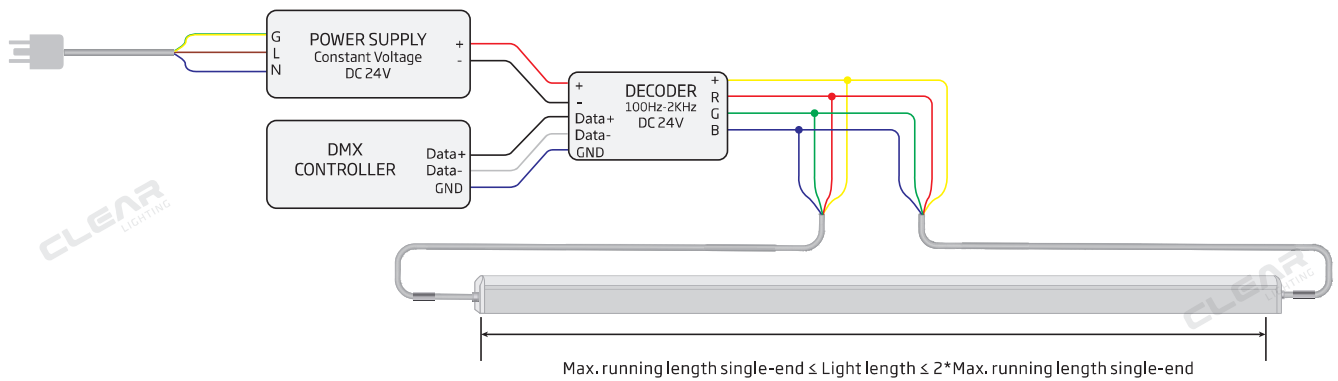 G
L
N
POWER SUPPLY
Constant Voltage
DC 24V
+
-
DMX
CONTROLLER
Data+
Data-
GND
+
-
Data+
Data-
GND
DECODER
100Hz-2KHz
DC 24V
+
R
G
B
CLEAR
LIGHTING
CLEAR
LIGHTING
Max. running length single-end ≤ Light length ≤ 2*Max. running length single-end